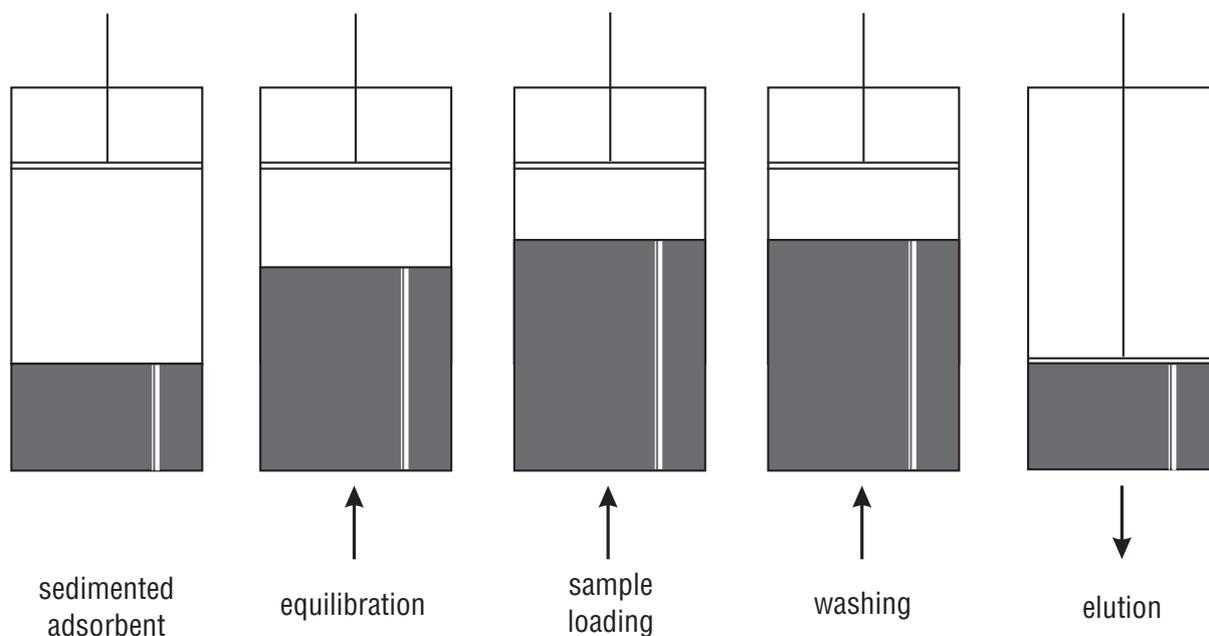 sedimented
adsorbent
equilibration
sample
loading
washing
elution